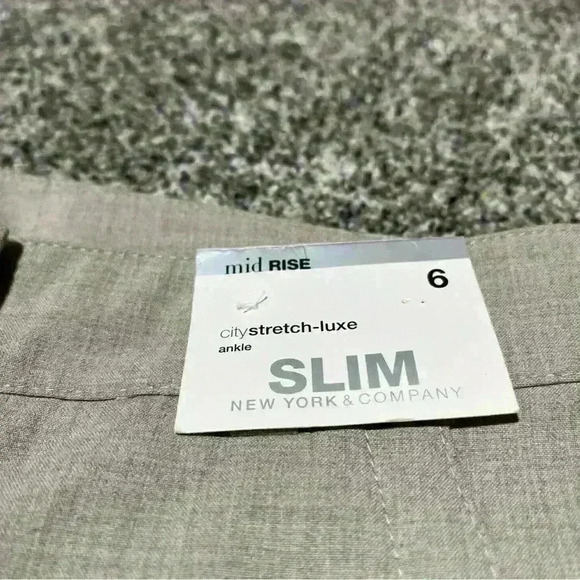 mid RISE
6
citystretch-luxe
ankle
SLIM
NEW YORK & COMPANY